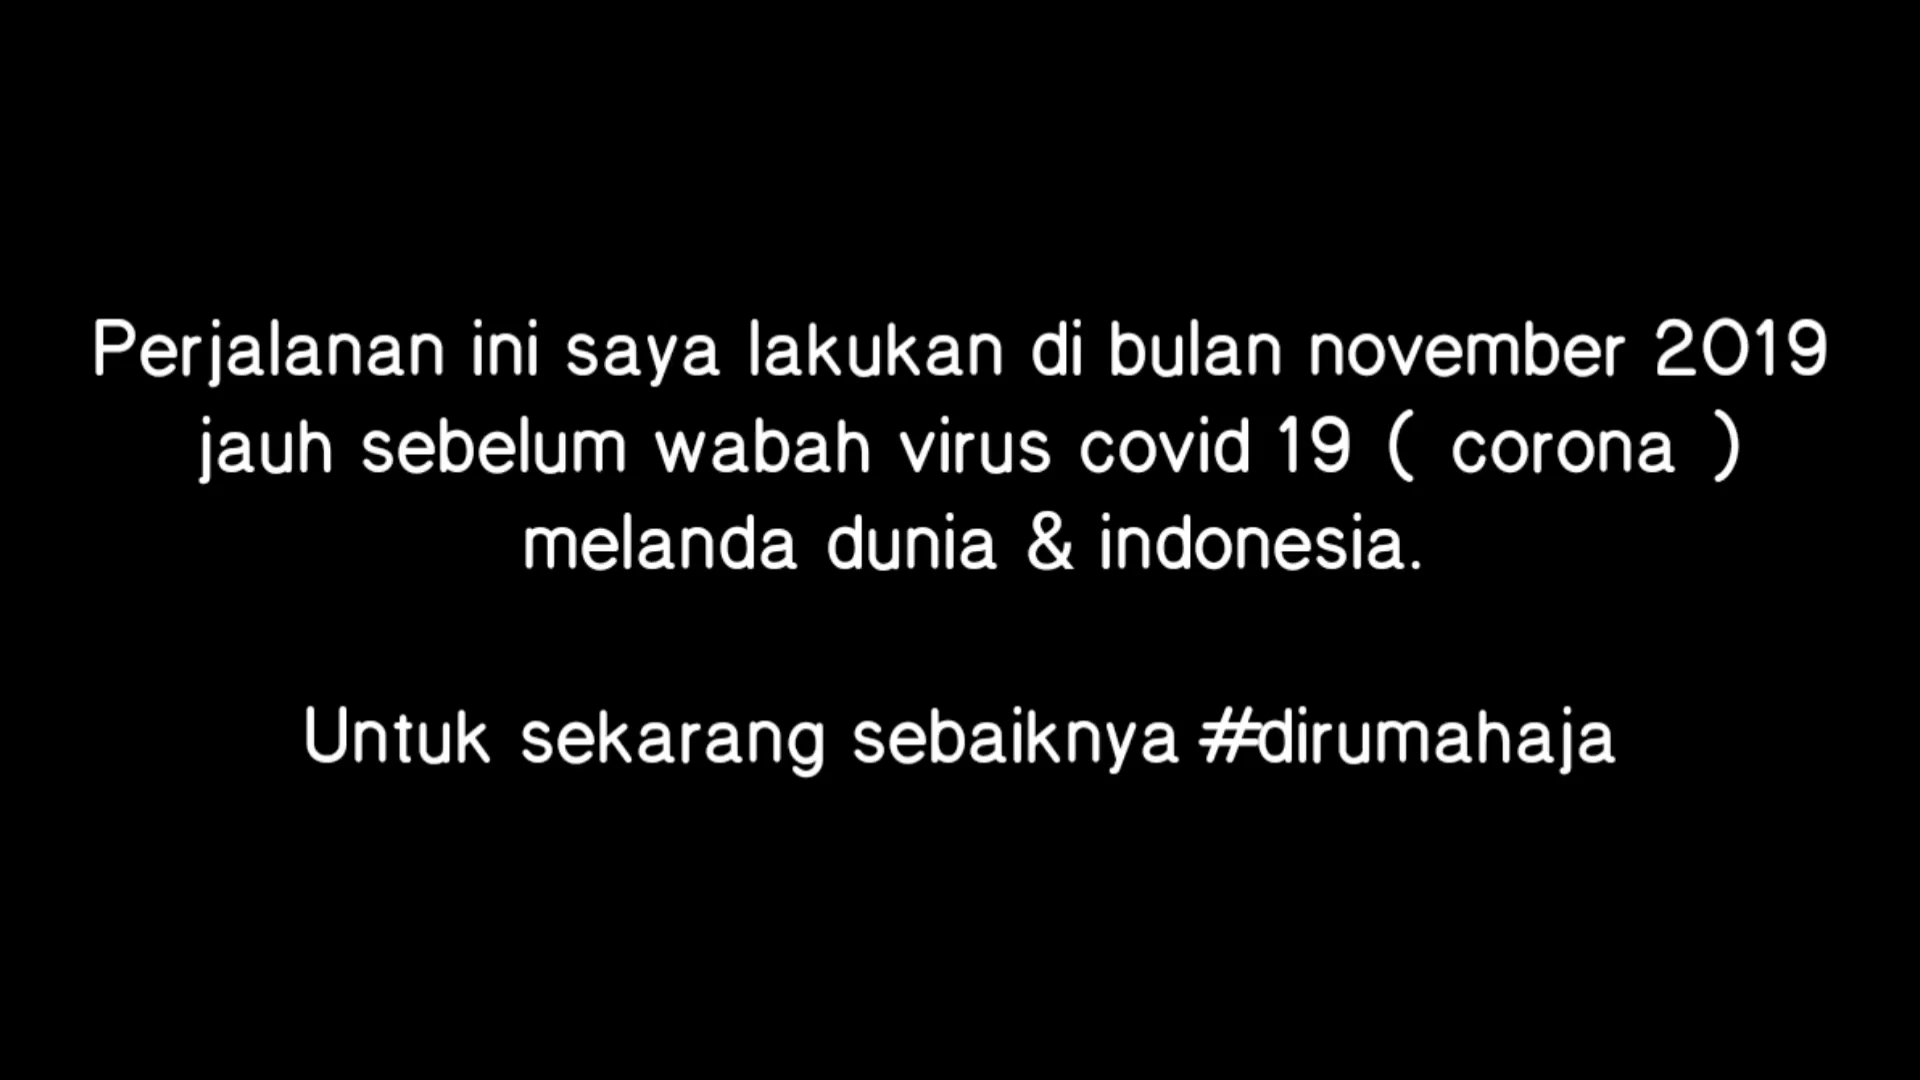 Perjalanan ini saya lakukan di bulan november 2019
jauh sebelum wabah virus covid 19 ( corona )
melanda dunia & indonesia.
Untuk sekarang sebaiknya #dirumahaja